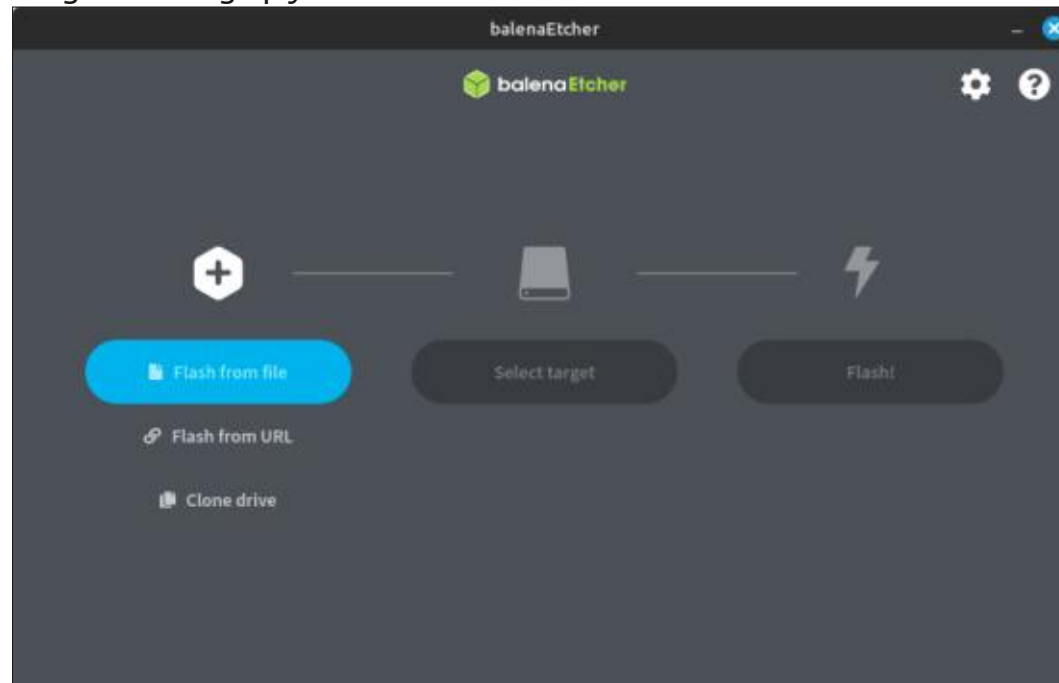 balenaEtcher
balenaEtcher
Flash from file
Select target
Flash!
Flash from URL
Clone drive